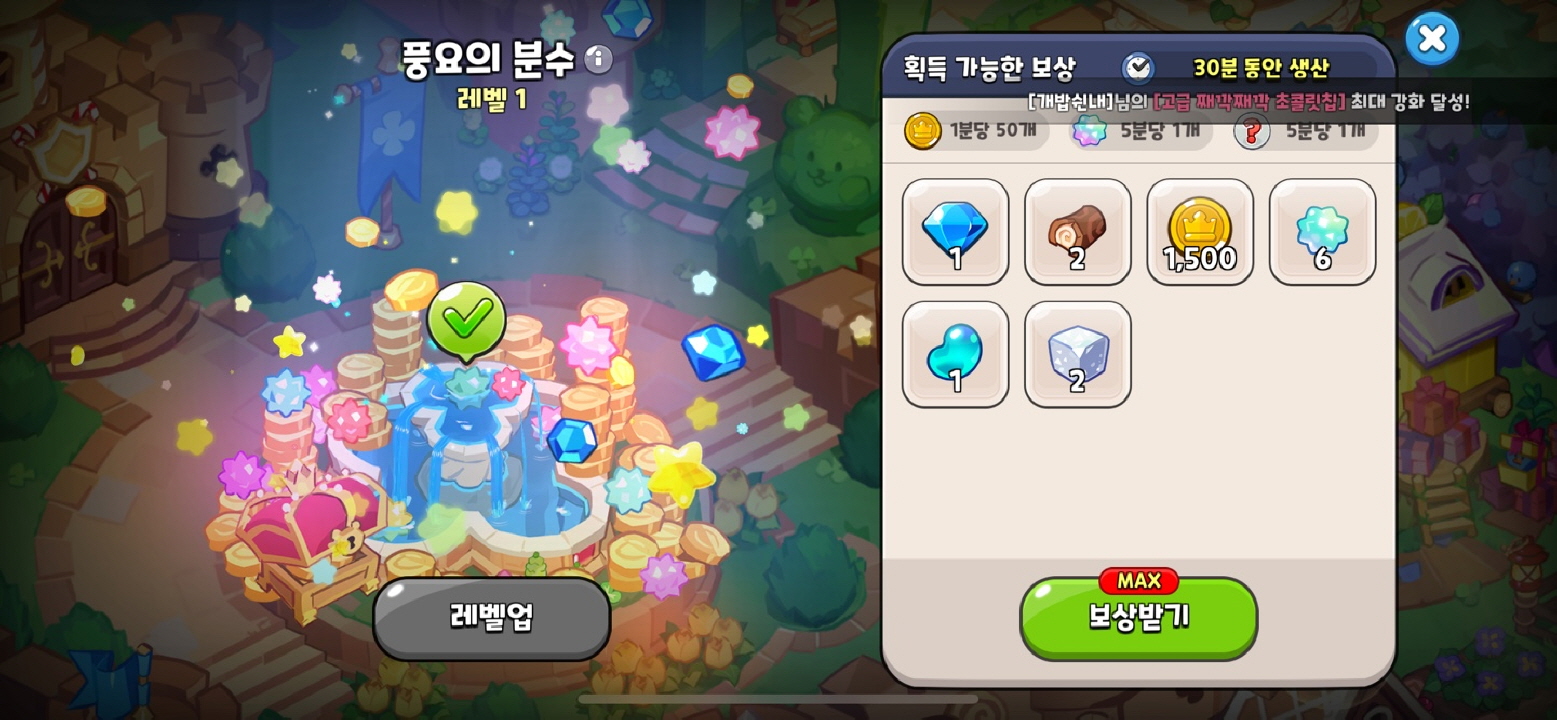 풍요의 분수
레벨 1
레벨업
획득 가능한 보상
30분 동안 생산
[개밥쉰내]님의 [고급 째깍째깍 초콜릿칩] 최대 강화 달성!
1분당 50개
5분당 1개
?
5분당 1개
1
2
1,500
6
1
2
MAX
보상받기